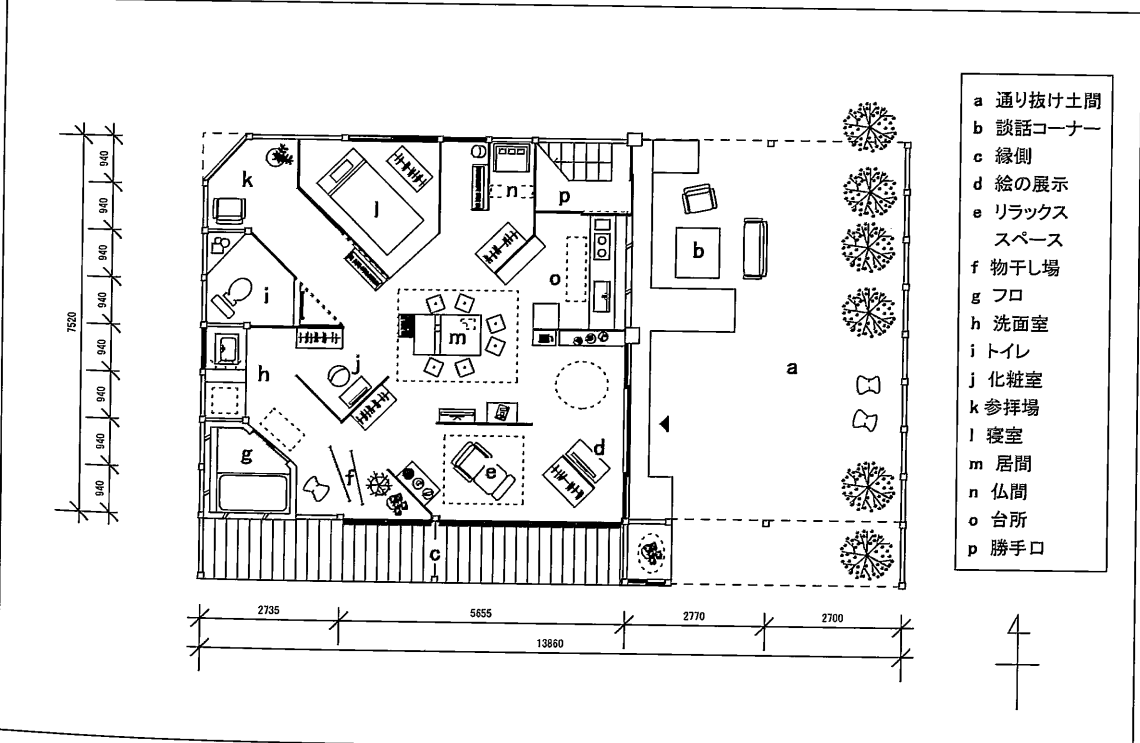 a 通り抜け土間
b 談話コーナー
c 縁側
d 絵の展示
e リラックス
スペース
f 物干し場
g フロ
h 洗面室
i トイレ
j 化粧室
k 参拝場
l 寝室
m 居間
n 仏間
o 台所
p 勝手口
k
l
n
p
i
o
b
m
h
j
a
g
f
e
d
c
7520
940
940
940
940
940
940
940
940
2735
5655
2770
2700
13860